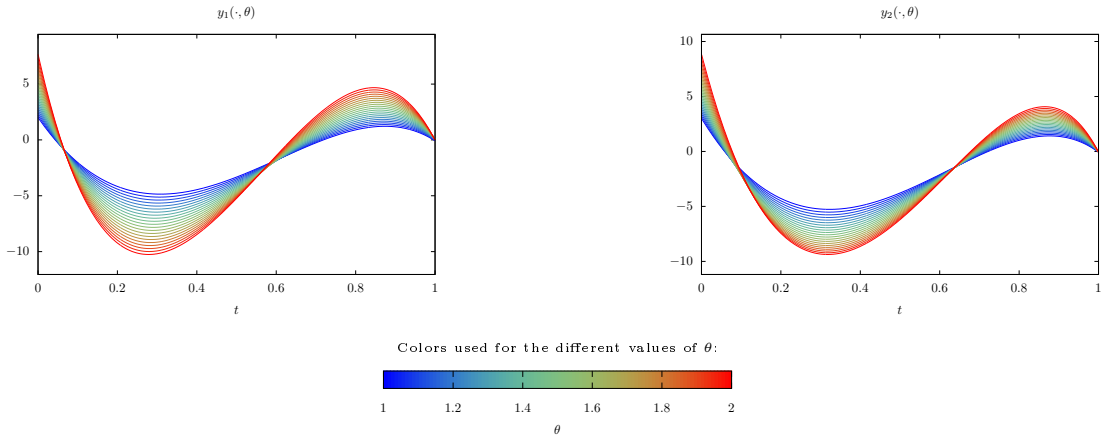 y₁(·, θ)
5
0
−5
−10
0 0.2 0.4 0.6 0.8 1
t
y₂(·, θ)
10
5
0
−5
−10
0 0.2 0.4 0.6 0.8 1
t
Colors used for the different values of θ:
1 1.2 1.4 1.6 1.8 2
θ